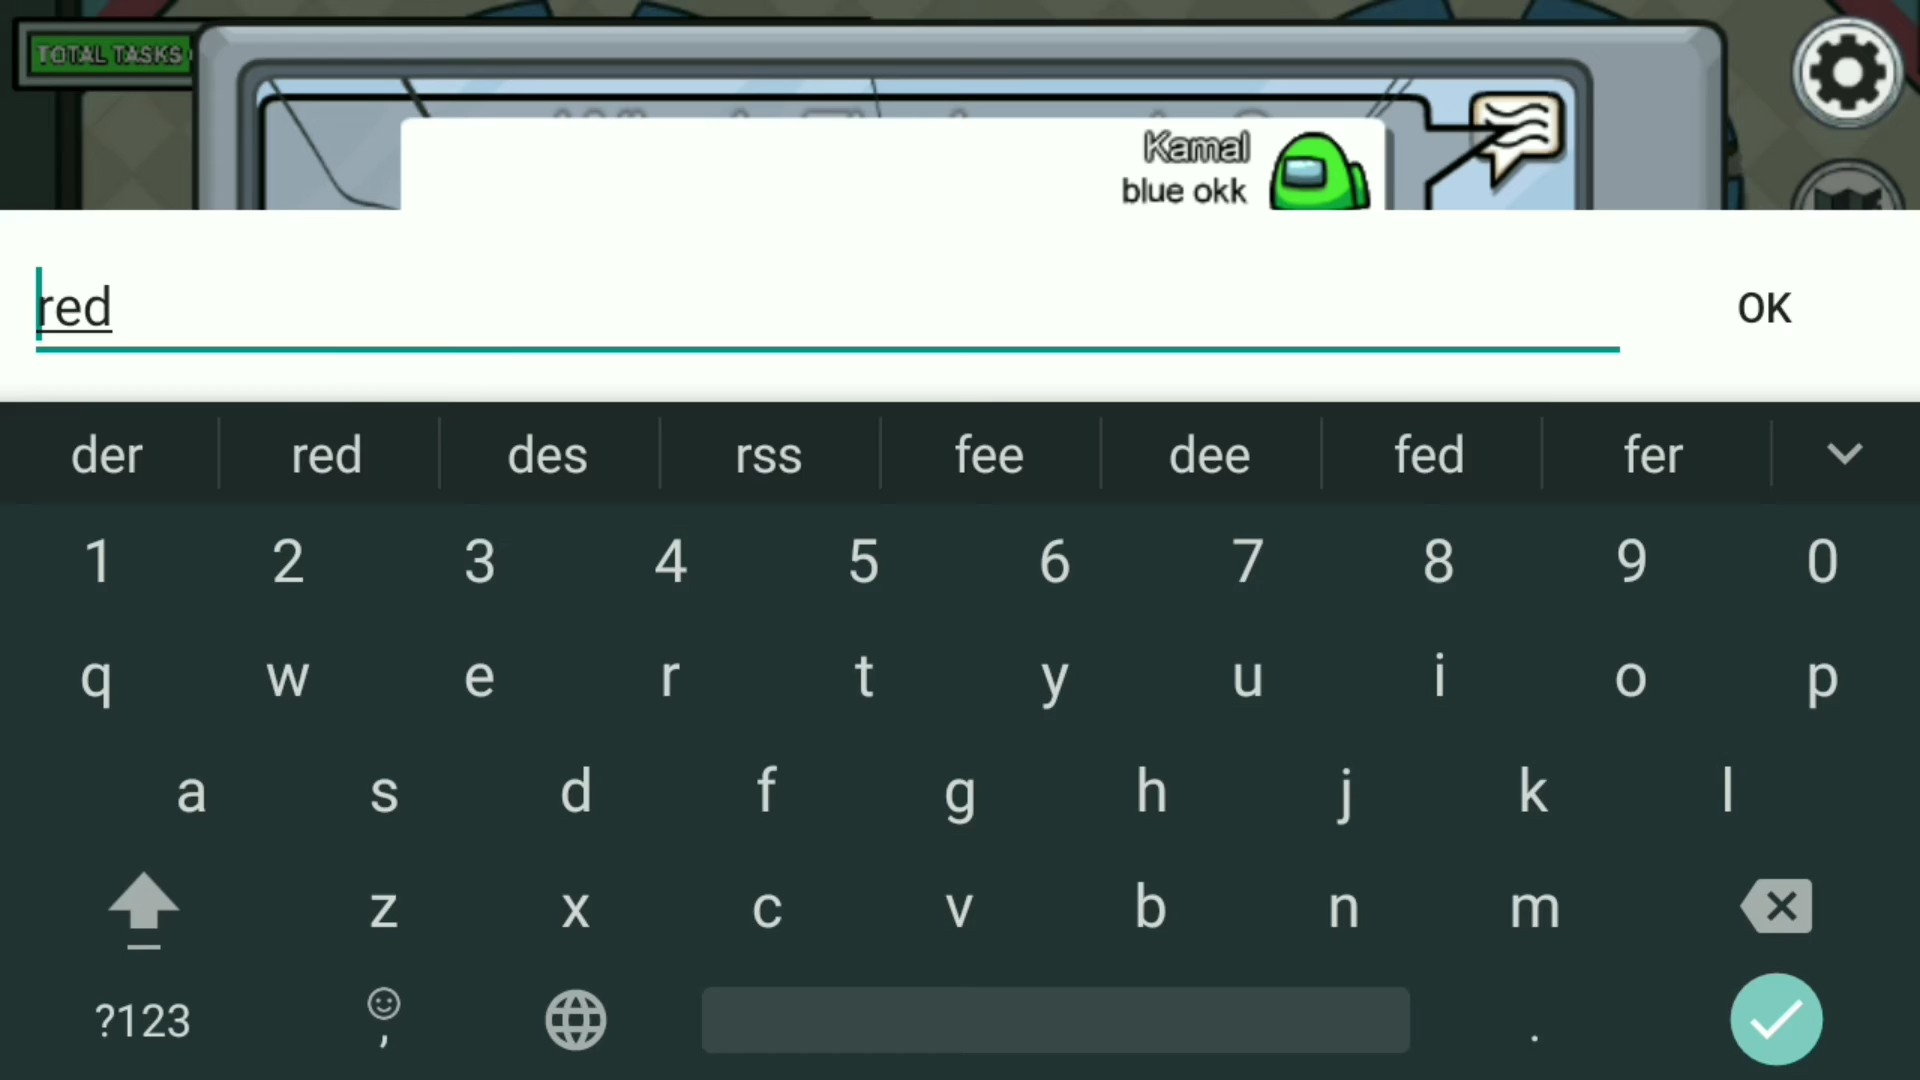 TOTAL TASKS
Kamal
blue okk
red
OK
der red des rss fee dee fed fer
1 2 3 4 5 6 7 8 9 0
q w e r t y u i o p
a s d f g h j k l
z x c v b n m
?123 , .